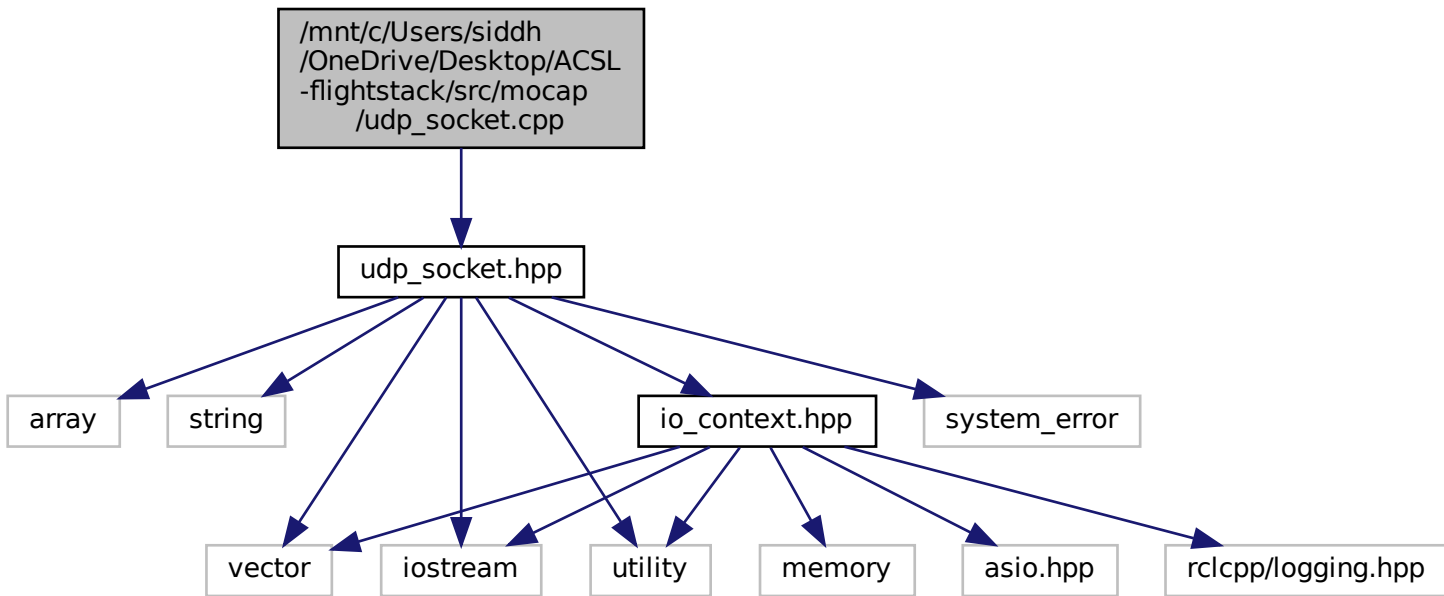 /mnt/c/Users/siddh
/OneDrive/Desktop/ACSL
-flightstack/src/mocap
/udp_socket.cpp
udp_socket.hpp
array
string
io_context.hpp
system_error
vector
iostream
utility
memory
asio.hpp
rclcpp/logging.hpp